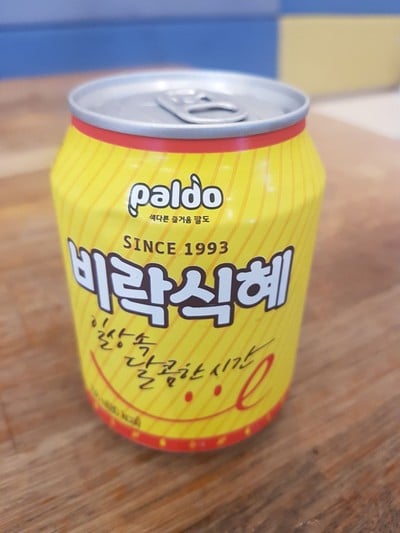 paldo
색다른 즐거움 팔도
SINCE 1993
비락식혜
일상 속
달콤한 시간